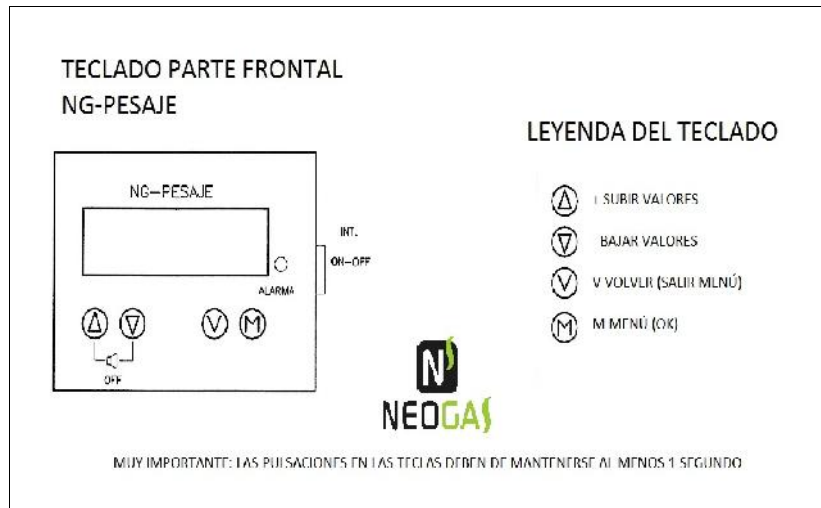 TECLADO PARTE FRONTAL
NG-PESAJE
LEYENDA DEL TECLADO
NG-PESAJE
INT.
ON-OFF
ALARMA
V M
OFF
SUBIR VALORES
BAJAR VALORES
V V VOLVER (SALIR MENÚ)
M M MENÚ (OK)
N
NEOGAS
MUY IMPORTANTE: LAS PULSACIONES EN LAS TECLAS DEBEN DE MANTENERSE AL MENOS 1 SEGUNDO